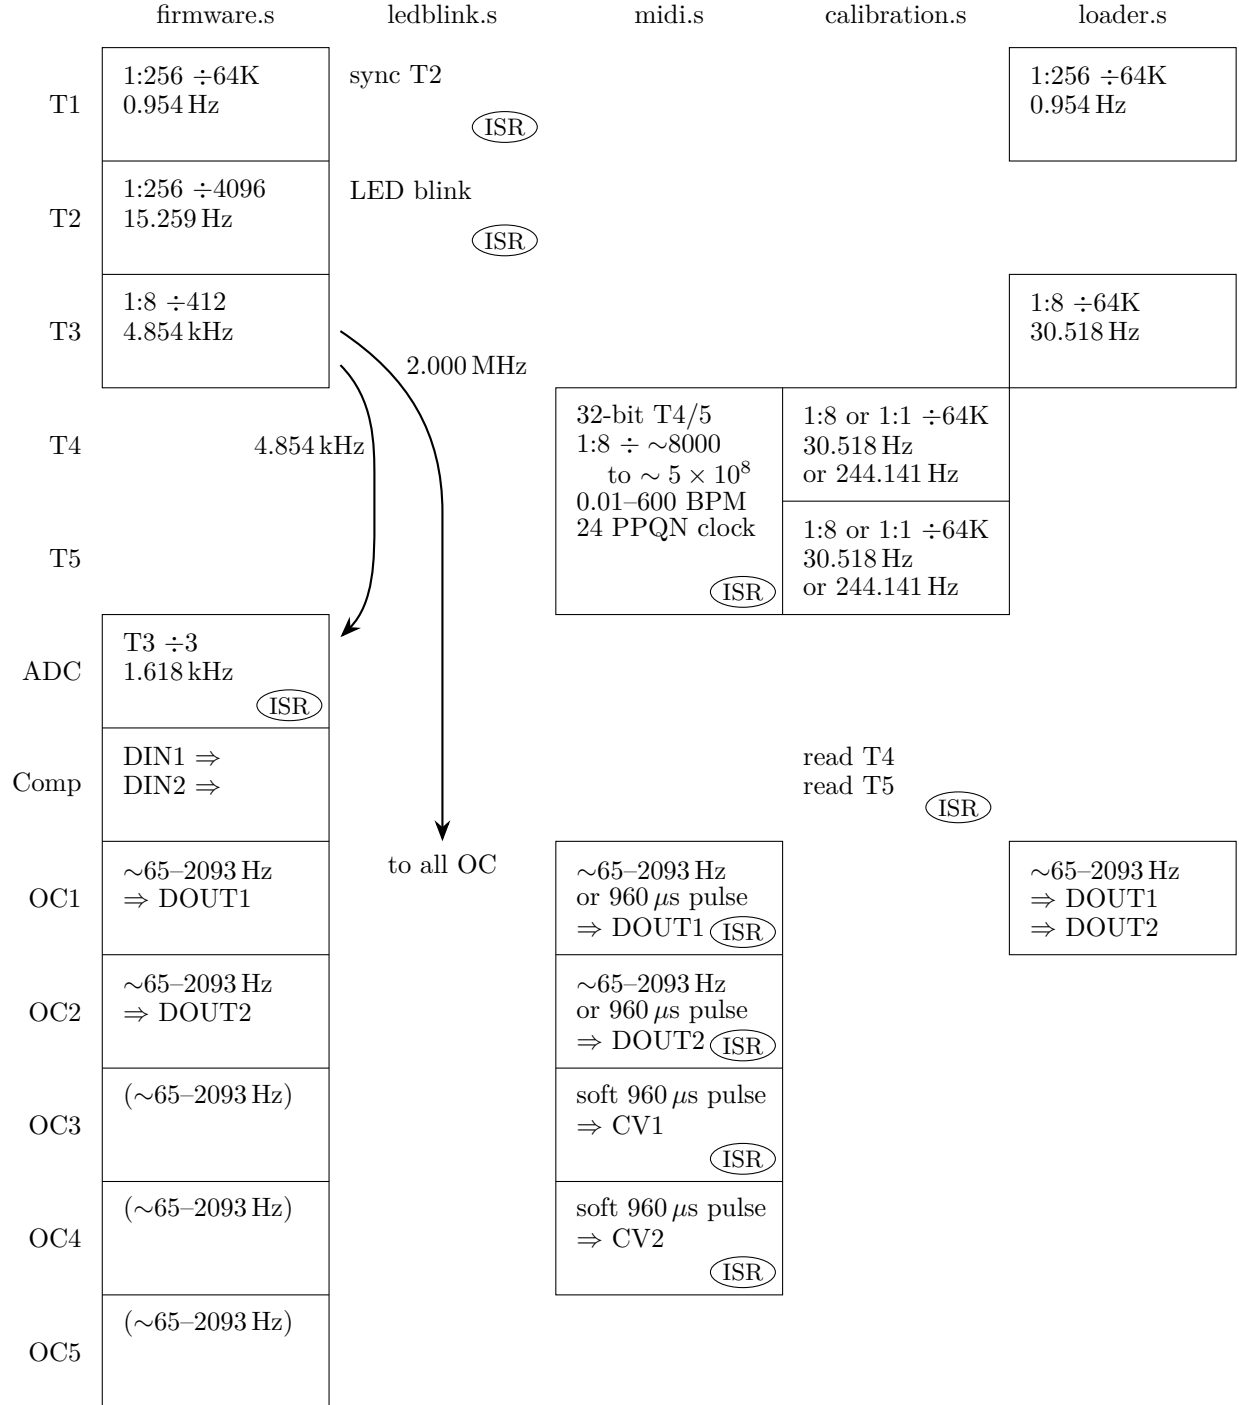 firmware.s ledblink.s midi.s calibration.s loader.s
T1
1:256 ÷64K
0.954 Hz
sync T2
ISR
1:256 ÷64K
0.954 Hz
T2
1:256 ÷4096
15.259 Hz
LED blink
ISR
T3
1:8 ÷412
4.854 kHz
2.000 MHz
1:8 ÷64K
30.518 Hz
T4
4.854 kHz
32-bit T4/5
1:8 ÷ ∼8000
to ∼ 5 × 10⁸
0.01–600 BPM
24 PPQN clock
ISR
1:8 or 1:1 ÷64K
30.518 Hz
or 244.141 Hz
T5
1:8 or 1:1 ÷64K
30.518 Hz
or 244.141 Hz
ADC
T3 ÷3
1.618 kHz
ISR
Comp
DIN1 ⇒
DIN2 ⇒
read T4
read T5
ISR
to all OC
OC1
∼65–2093 Hz
⇒ DOUT1
∼65–2093 Hz
or 960 µs pulse
⇒ DOUT1 ISR
∼65–2093 Hz
⇒ DOUT1
⇒ DOUT2
OC2
∼65–2093 Hz
⇒ DOUT2
∼65–2093 Hz
or 960 µs pulse
⇒ DOUT2 ISR
OC3
(∼65–2093 Hz)
soft 960 µs pulse
⇒ CV1
ISR
OC4
(∼65–2093 Hz)
soft 960 µs pulse
⇒ CV2
ISR
OC5
(∼65–2093 Hz)